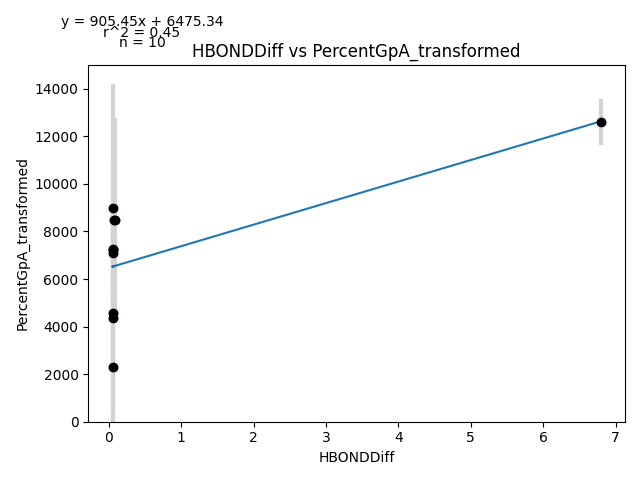 y = 905.45x + 6475.34
r^2 = 0.45
n = 10
HBONDDiff vs PercentGpA_transformed
PercentGpA_transformed
14000
12000
10000
8000
6000
4000
2000
0
0 1 2 3 4 5 6 7
HBONDDiff